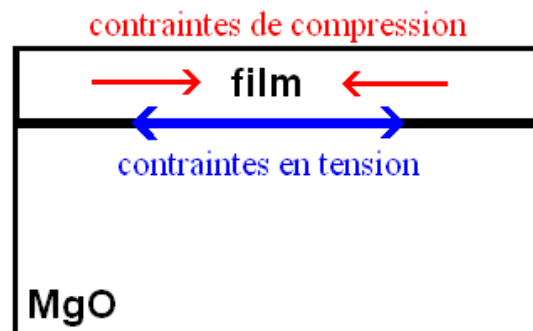 contraintes de compression
film
contraintes en tension
MgO